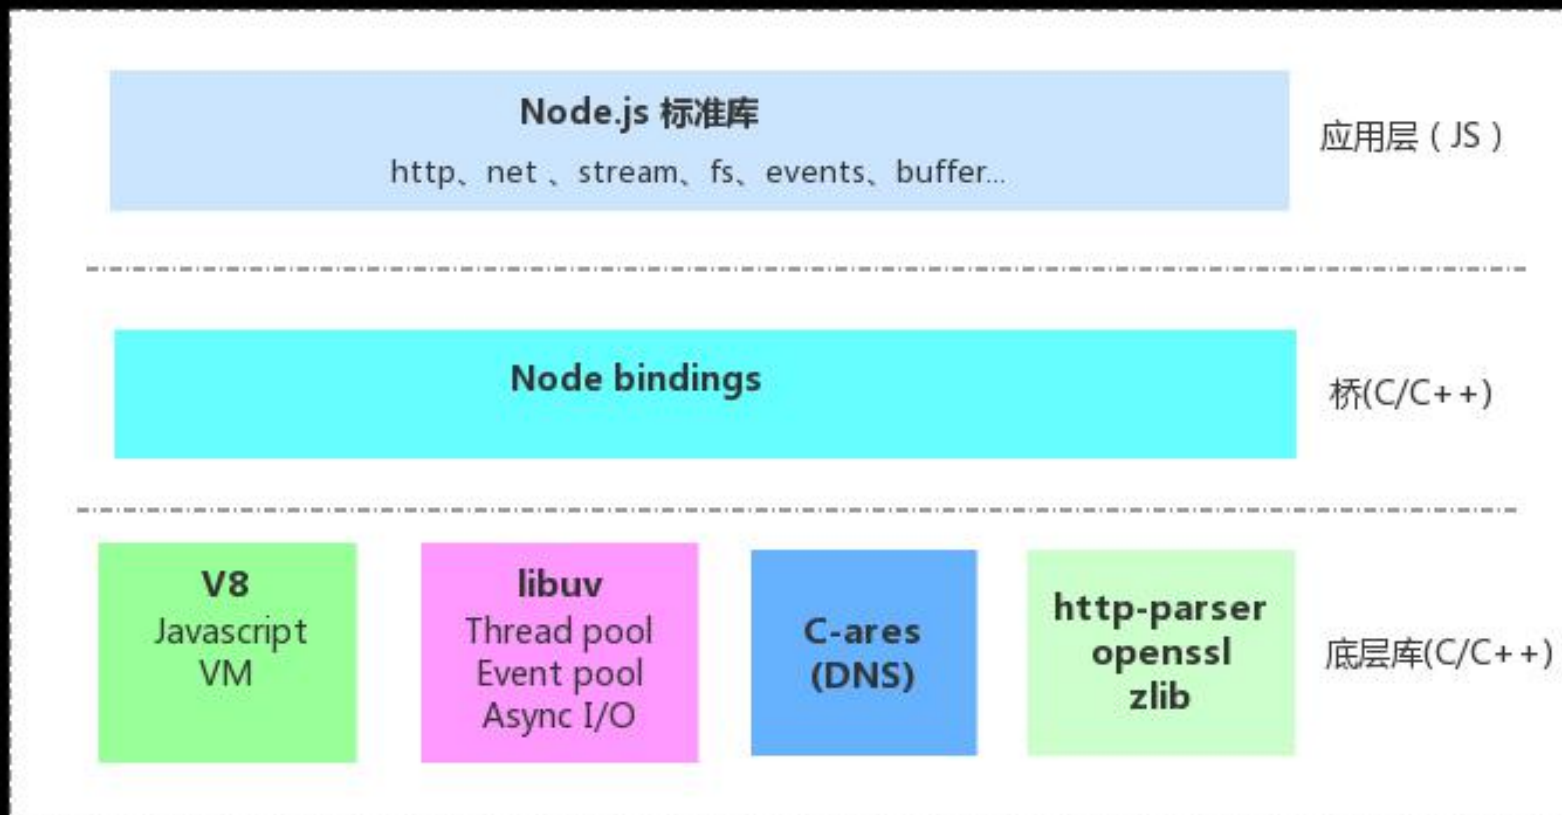 Node.js 标准库
http、net 、stream、fs、events、buffer...
应用层（JS）
Node bindings
桥(C/C++)
V8
Javascript
VM
libuv
Thread pool
Event pool
Async I/O
C-ares
(DNS)
http-parser
openssl
zlib
底层库(C/C++)